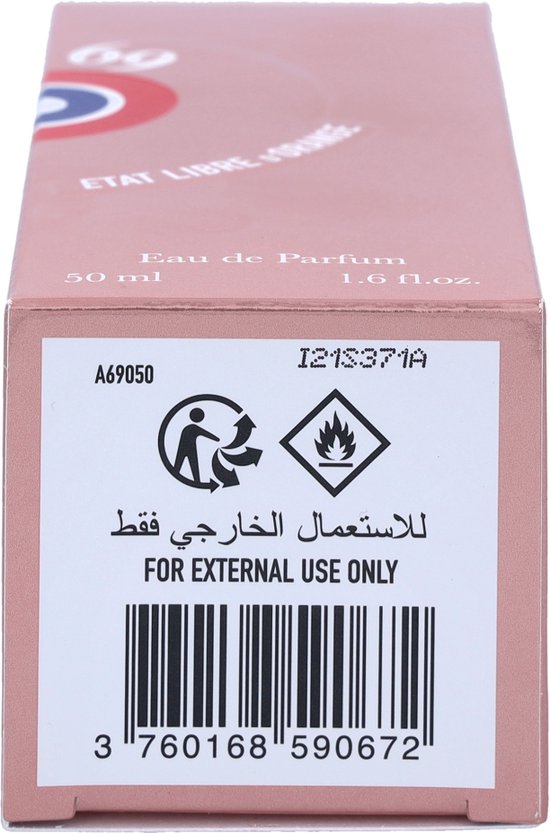 69
ETAT LIBRE D'ORANGE
Eau de Parfum
50 ml 1.6 fl.oz.
A69050 I21S371A
للاستعمال الخارجي فقط
FOR EXTERNAL USE ONLY
3 760168 590672